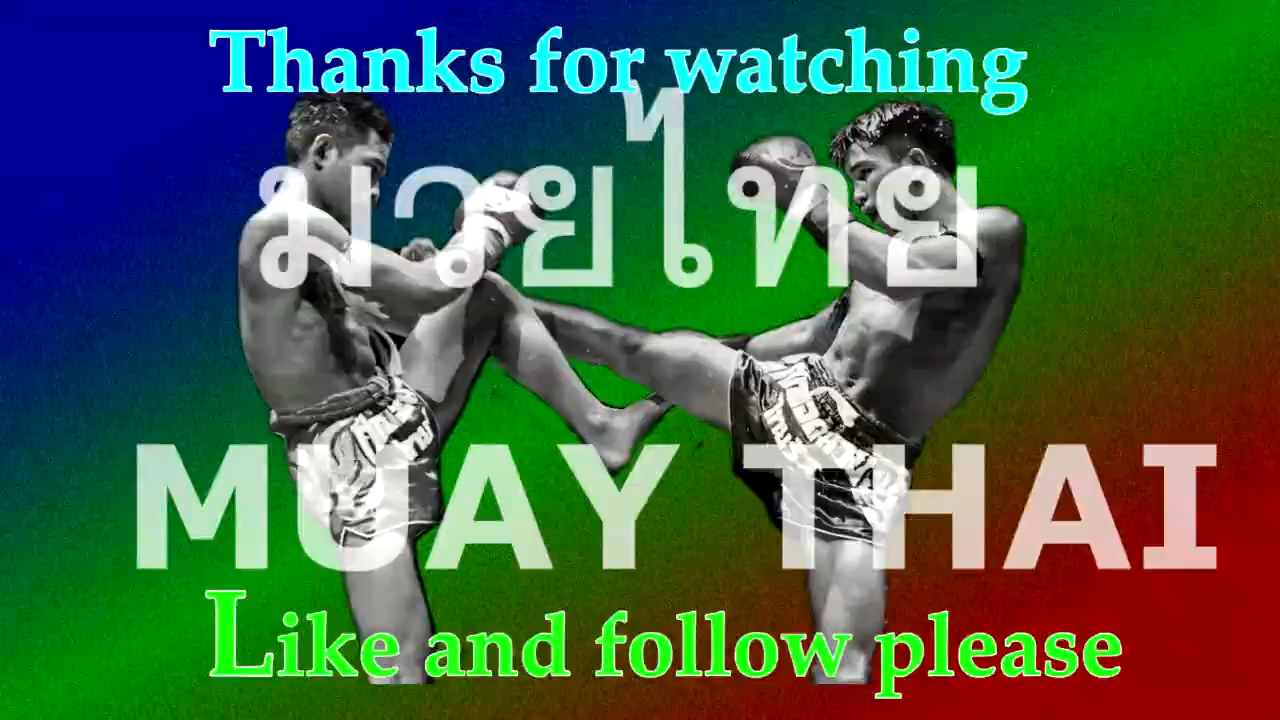 Thanks for watching
มวยไทย
MUAY THAI
Like and follow please